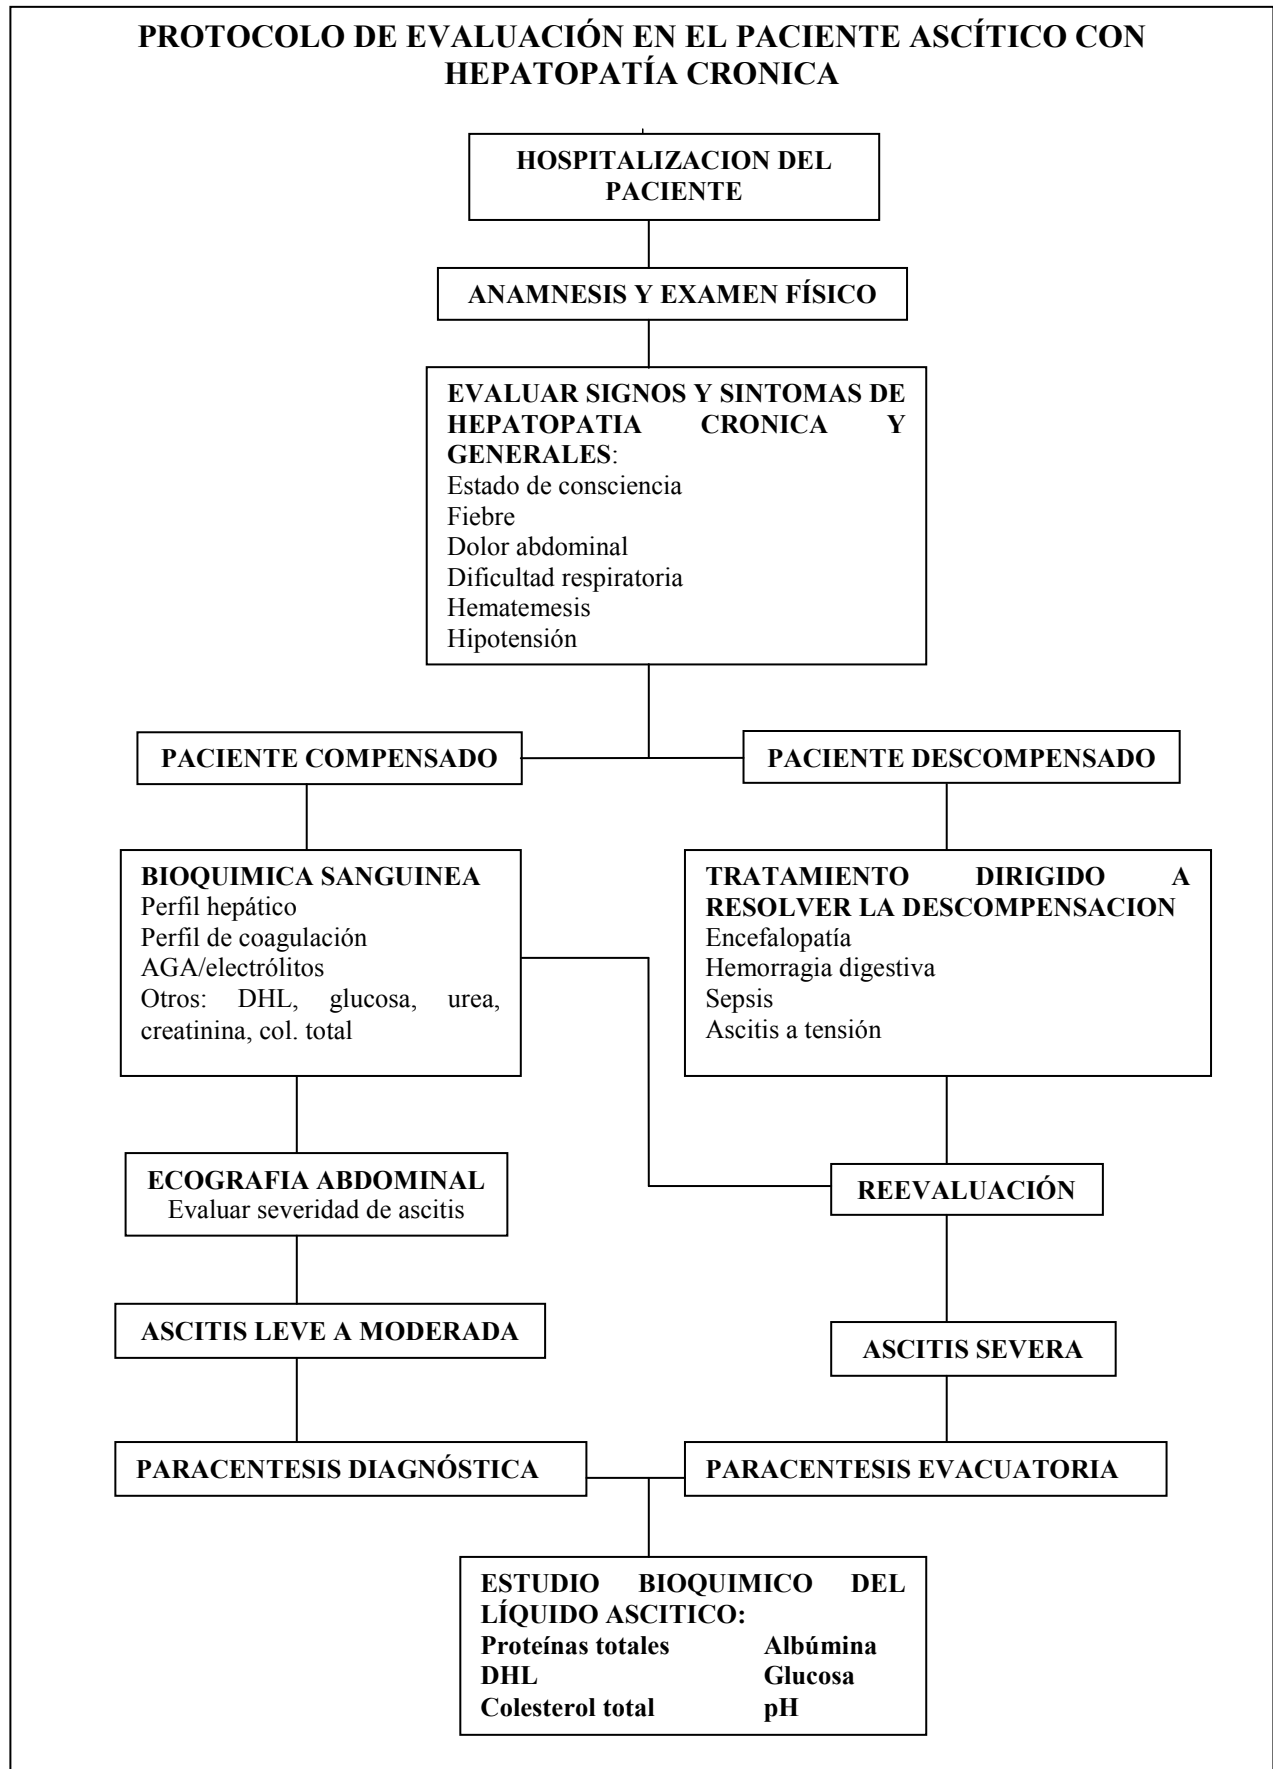 PROTOCOLO DE EVALUACIÓN EN EL PACIENTE ASCÍTICO CON
HEPATOPATÍA CRONICA
HOSPITALIZACION DEL
PACIENTE
ANAMNESIS Y EXAMEN FÍSICO
EVALUAR SIGNOS Y SINTOMAS DE
HEPATOPATIA CRONICA Y
GENERALES:
Estado de consciencia
Fiebre
Dolor abdominal
Dificultad respiratoria
Hematemesis
Hipotensión
PACIENTE COMPENSADO
PACIENTE DESCOMPENSADO
BIOQUIMICA SANGUINEA
Perfil hepático
Perfil de coagulación
AGA/electrólitos
Otros: DHL, glucosa, urea,
creatinina, col. total
TRATAMIENTO DIRIGIDO A
RESOLVER LA DESCOMPENSACION
Encefalopatía
Hemorragia digestiva
Sepsis
Ascitis a tensión
ECOGRAFIA ABDOMINAL
Evaluar severidad de ascitis
REEVALUACIÓN
ASCITIS LEVE A MODERADA
ASCITIS SEVERA
PARACENTESIS DIAGNÓSTICA
PARACENTESIS EVACUATORIA
ESTUDIO BIOQUIMICO DEL
LÍQUIDO ASCITICO:
Proteínas totales Albúmina
DHL Glucosa
Colesterol total pH